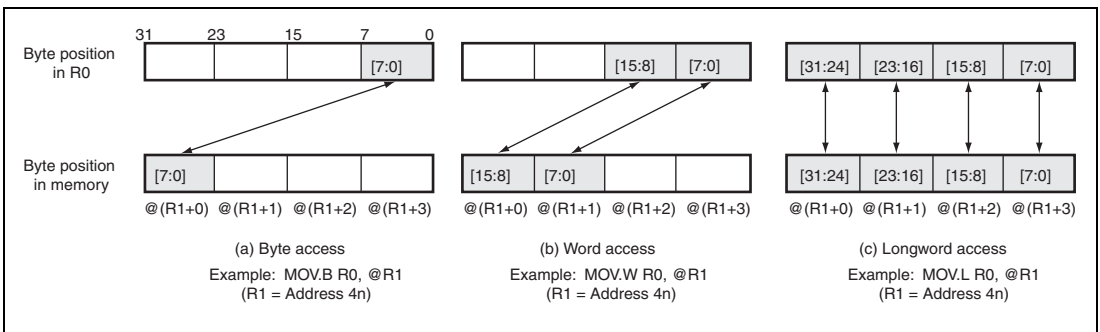 31 23 15 7 0
Byte position
in R0
[7:0] [15:8] [7:0] [31:24] [23:16] [15:8] [7:0]
Byte position
in memory
[7:0] [15:8] [7:0] [31:24] [23:16] [15:8] [7:0]
@(R1+0) @(R1+1) @(R1+2) @(R1+3) @(R1+0) @(R1+1) @(R1+2) @(R1+3) @(R1+0) @(R1+1) @(R1+2) @(R1+3)
(a) Byte access
Example: MOV.B R0, @R1
(R1 = Address 4n)
(b) Word access
Example: MOV.W R0, @R1
(R1 = Address 4n)
(c) Longword access
Example: MOV.L R0, @R1
(R1 = Address 4n)